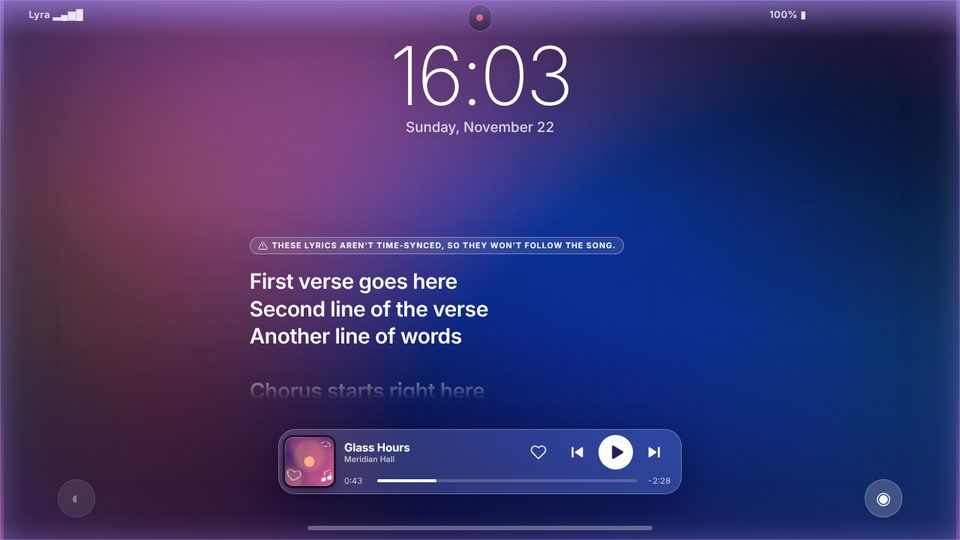 Lyra
100%
16:03
Sunday, November 22
THESE LYRICS AREN'T TIME-SYNCED, SO THEY WON'T FOLLOW THE SONG.
First verse goes here
Second line of the verse
Another line of words
Chorus starts right here
Glass Hours
Meridian Hall
0:43
-2:28